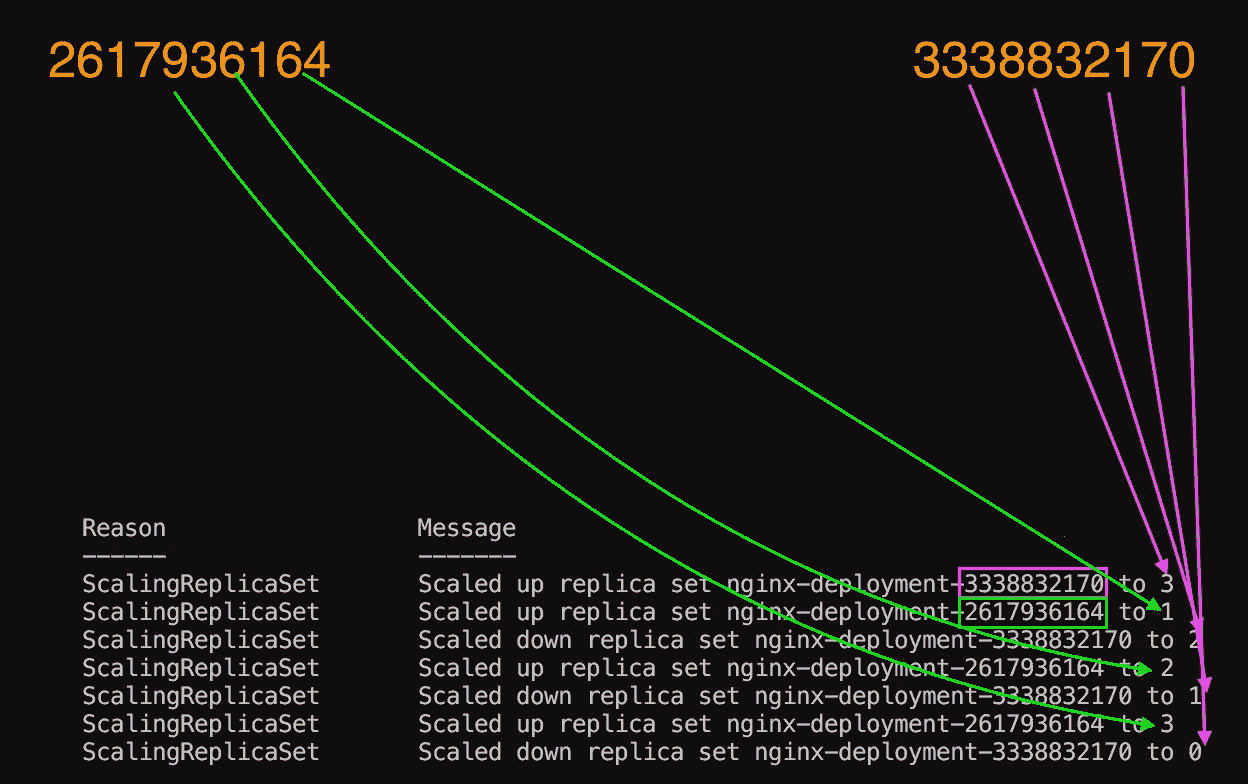 2617936164 3338832170
Reason Message
------ -------
ScalingReplicaSet Scaled up replica set nginx-deployment-3338832170 to 3
ScalingReplicaSet Scaled up replica set nginx-deployment-2617936164 to 1
ScalingReplicaSet Scaled down replica set nginx-deployment-3338832170 to 2
ScalingReplicaSet Scaled up replica set nginx-deployment-2617936164 to 2
ScalingReplicaSet Scaled down replica set nginx-deployment-3338832170 to 1
ScalingReplicaSet Scaled up replica set nginx-deployment-2617936164 to 3
ScalingReplicaSet Scaled down replica set nginx-deployment-3338832170 to 0